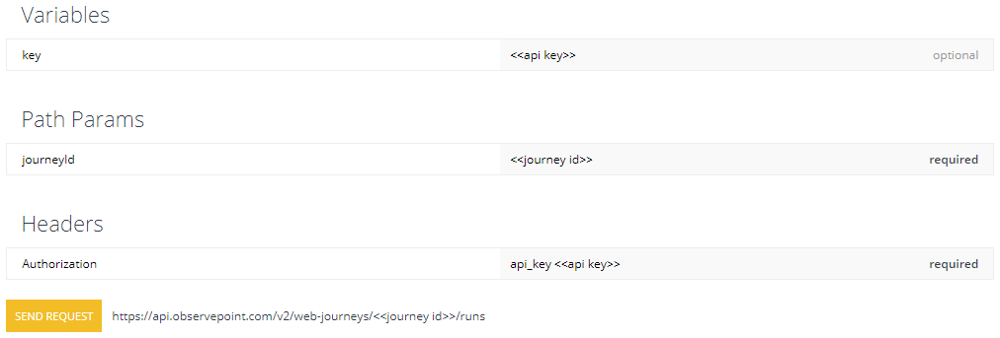 Variables
key <<api key>> optional
Path Params
journeyId <<journey id>> required
Headers
Authorization api_key <<api key>> required
SEND REQUEST https://api.observepoint.com/v2/web-journeys/<<journey id>>/runs